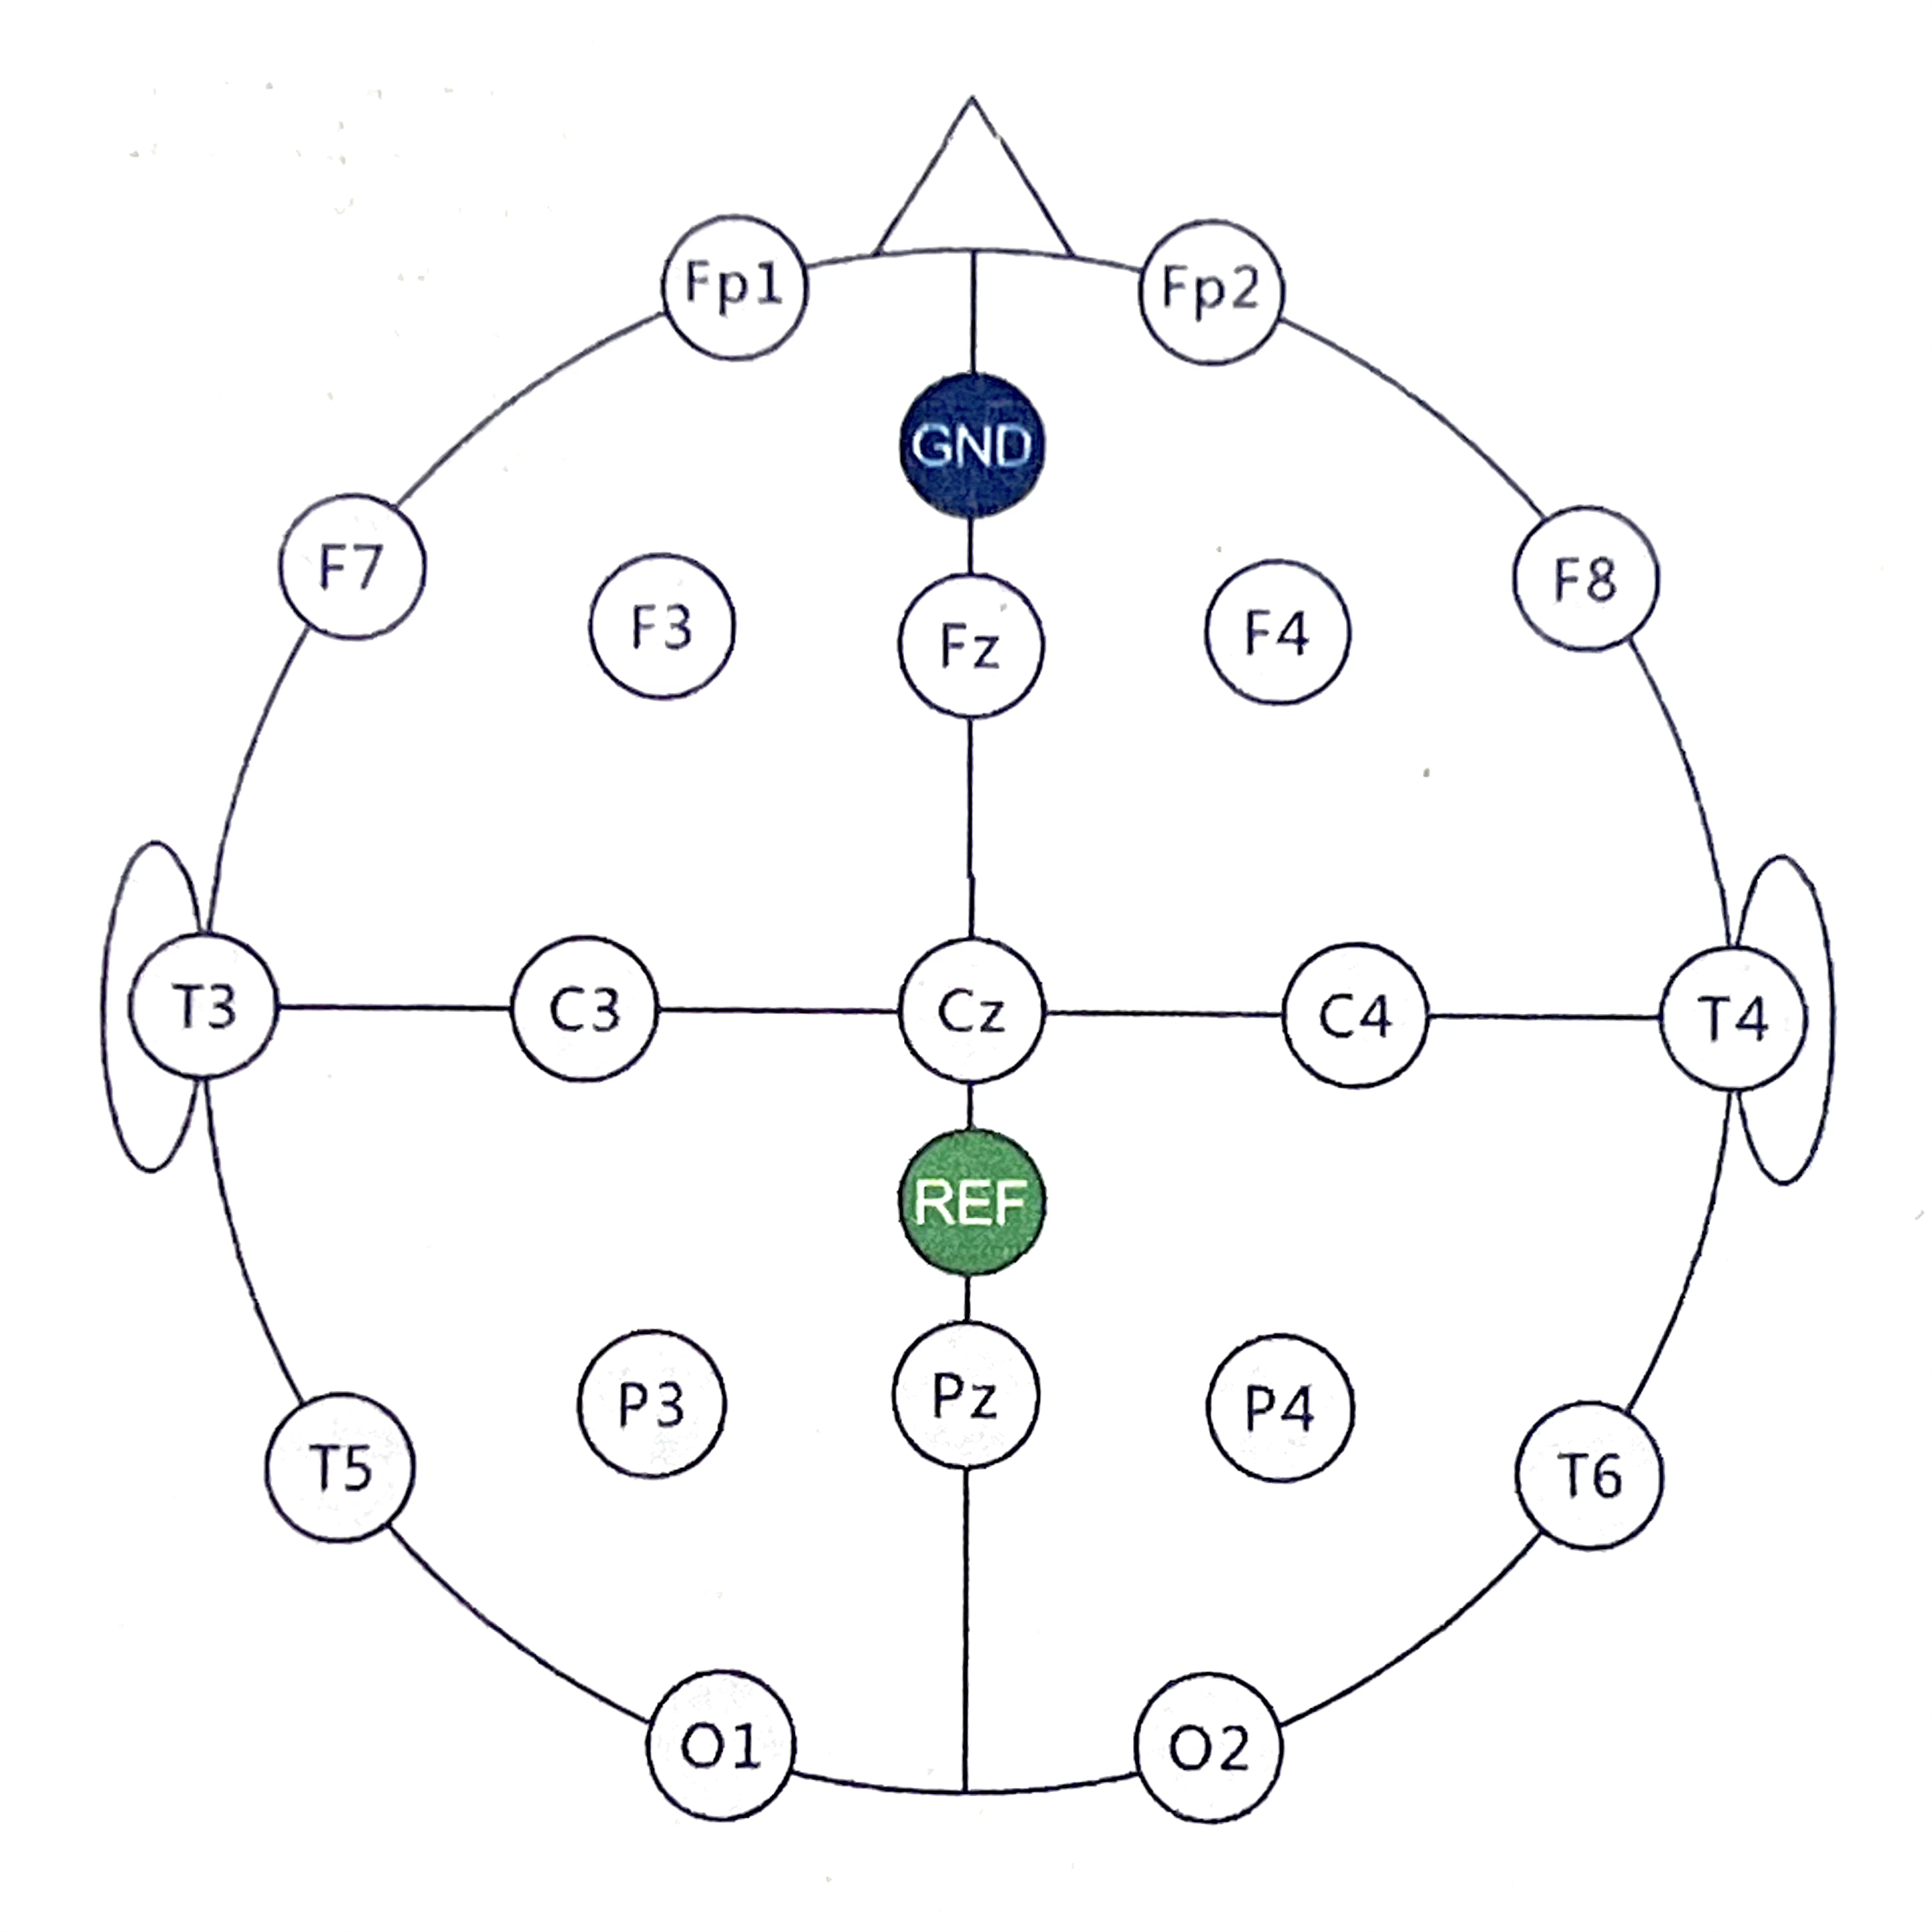 Fp1 Fp2
GND
F7 F3 Fz F4 F8
T3 C3 Cz C4 T4
REF
P3 Pz P4
T5 T6
O1 O2